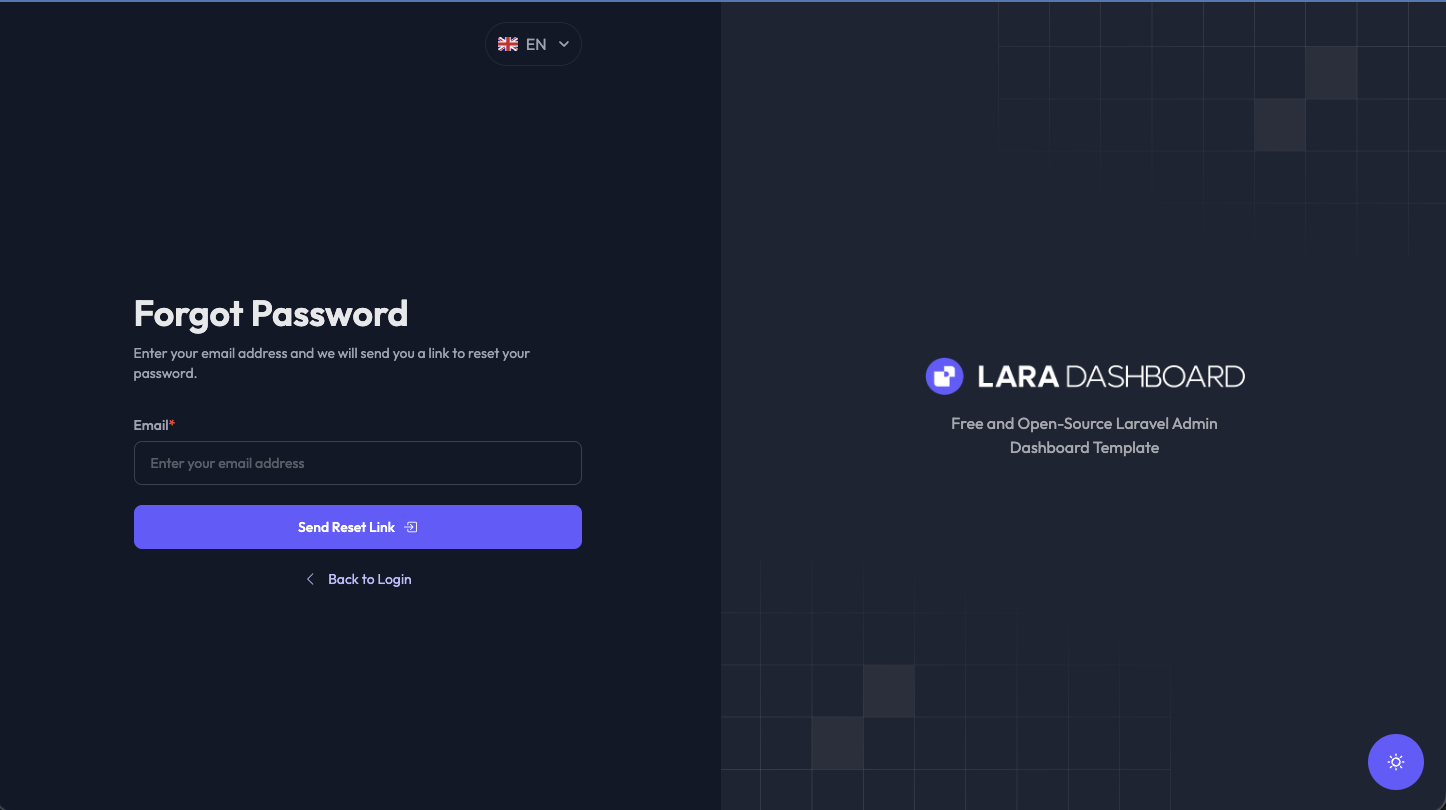 EN
Forgot Password
Enter your email address and we will send you a link to reset your
password.
Email*
Enter your email address
Send Reset Link
Back to Login
LARA DASHBOARD
Free and Open-Source Laravel Admin
Dashboard Template